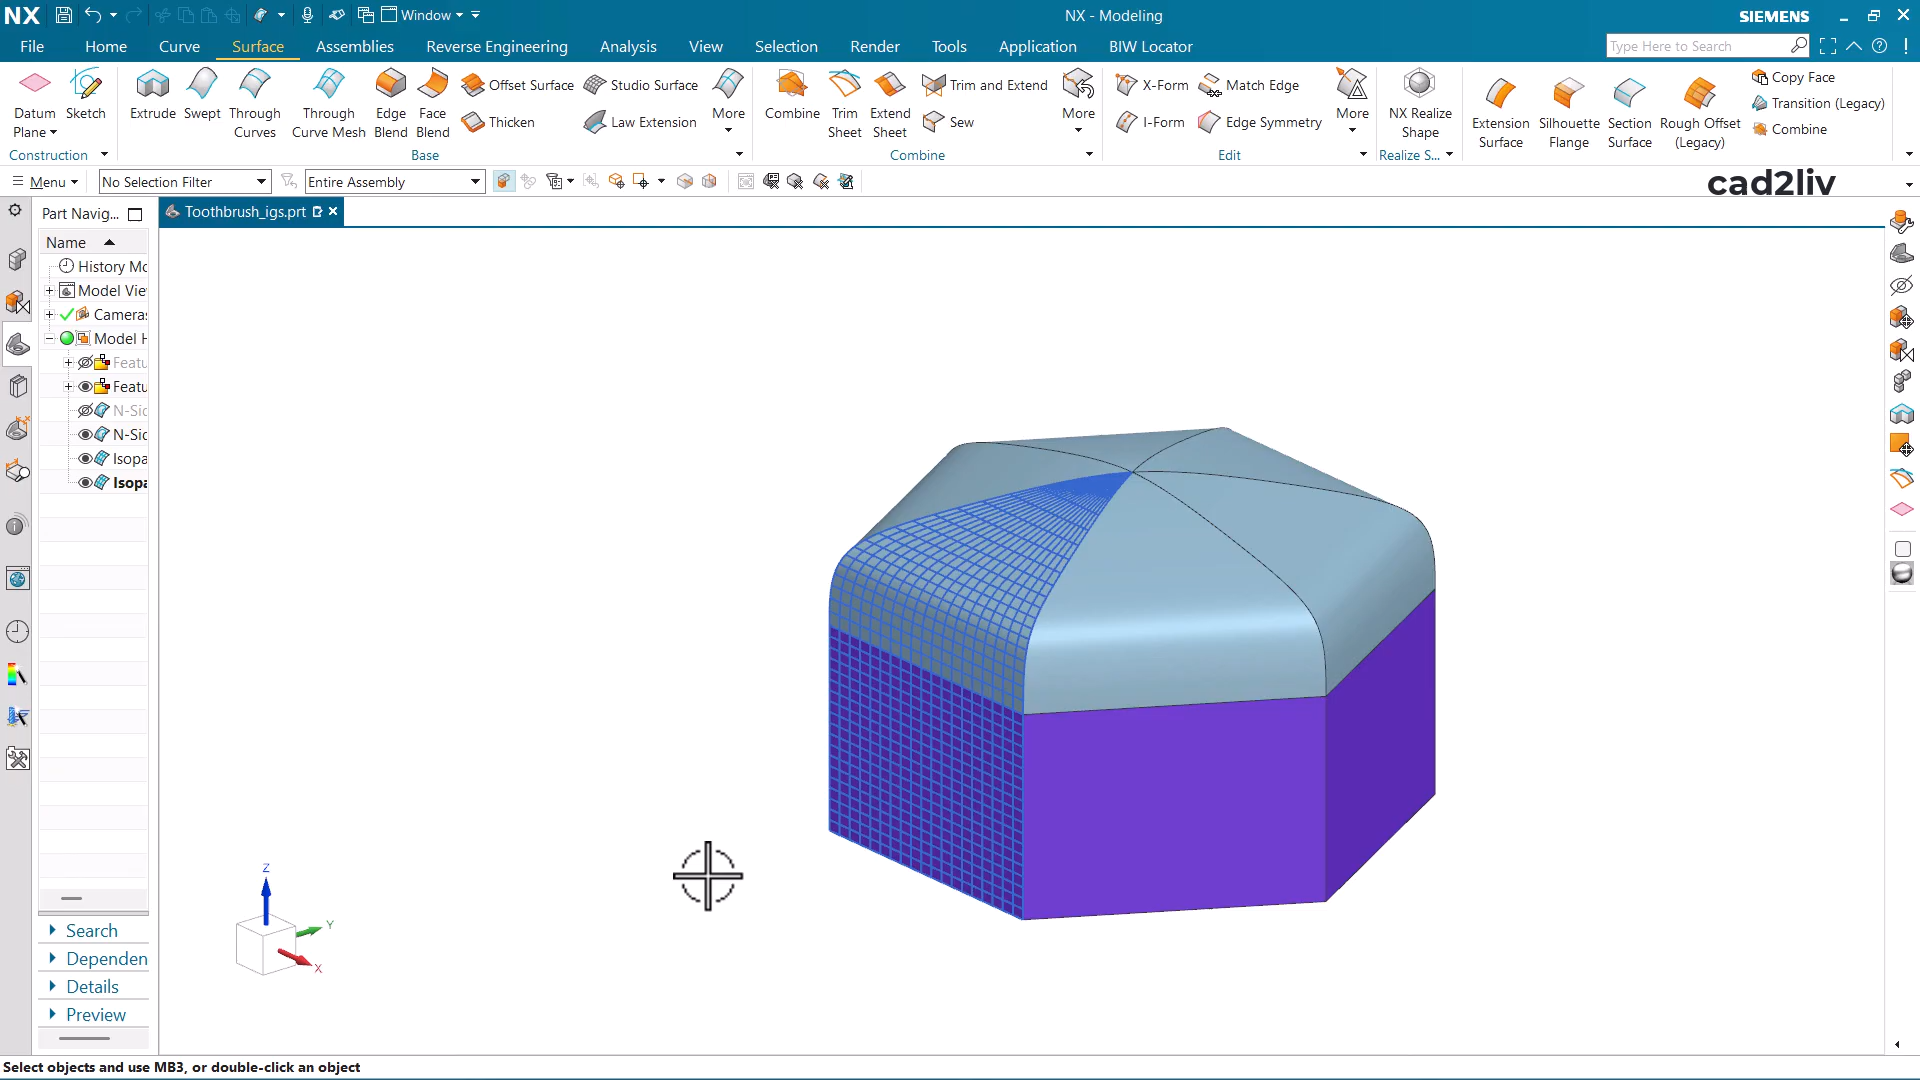 NX
Window
NX - Modeling
SIEMENS
File
Home
Curve
Surface
Assemblies
Reverse Engineering
Analysis
View
Selection
Render
Tools
Application
BIW Locator
Type Here to Search
Datum Plane
Sketch
Extrude
Swept
Through Curves
Through Curve Mesh
Edge Blend
Face Blend
Offset Surface
Thicken
Studio Surface
Law Extension
More
Combine
Trim Sheet
Extend Sheet
Trim and Extend
Sew
More
X-Form
I-Form
Match Edge
Edge Symmetry
More
NX Realize Shape
Extension Surface
Silhouette Flange
Section Surface
Rough Offset (Legacy)
Copy Face
Transition (Legacy)
Combine
Construction
Base
Combine
Edit
Realize S...
Menu
No Selection Filter
Entire Assembly
cad2liv
Part Navig...
Toothbrush_igs.prt
Name
History Mc
Model Vie
Camera
Model H
Featu
Featu
N-Sid
N-Sid
Isopa
Isopa
Search
Dependen
Details
Preview
Z
Y
X
Select objects and use MB3, or double-click an object